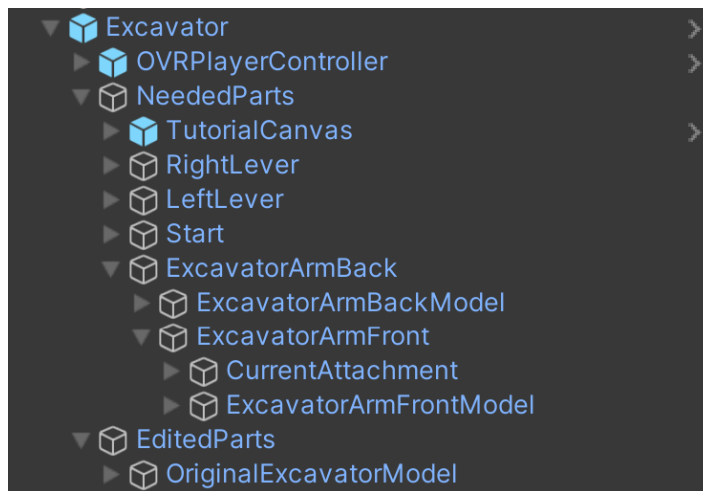 Excavator
OVRPlayerController
NeededParts
TutorialCanvas
RightLever
LeftLever
Start
ExcavatorArmBack
ExcavatorArmBackModel
ExcavatorArmFront
CurrentAttachment
ExcavatorArmFrontModel
EditedParts
OriginalExcavatorModel